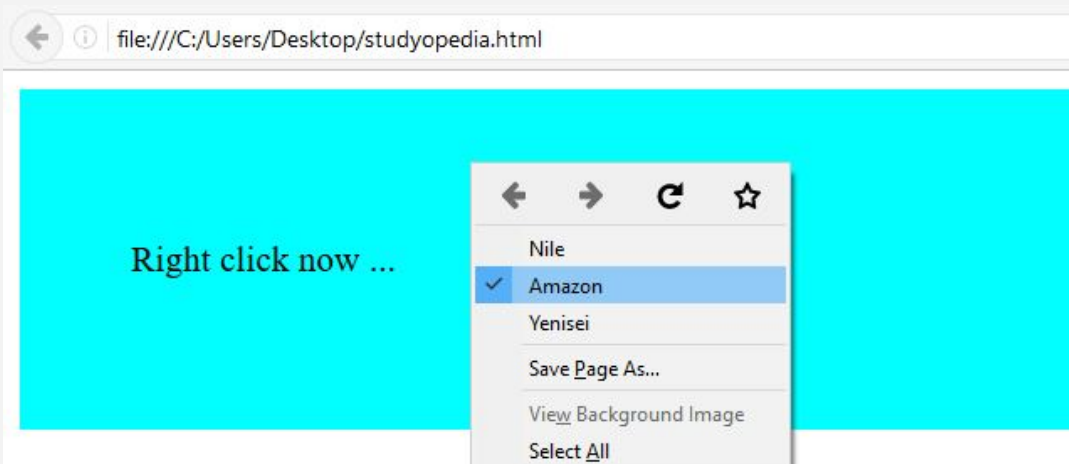 file:///C:/Users/Desktop/studyopedia.html
Right click now ...
Nile
Amazon
Yenisei
Save Page As...
View Background Image
Select All